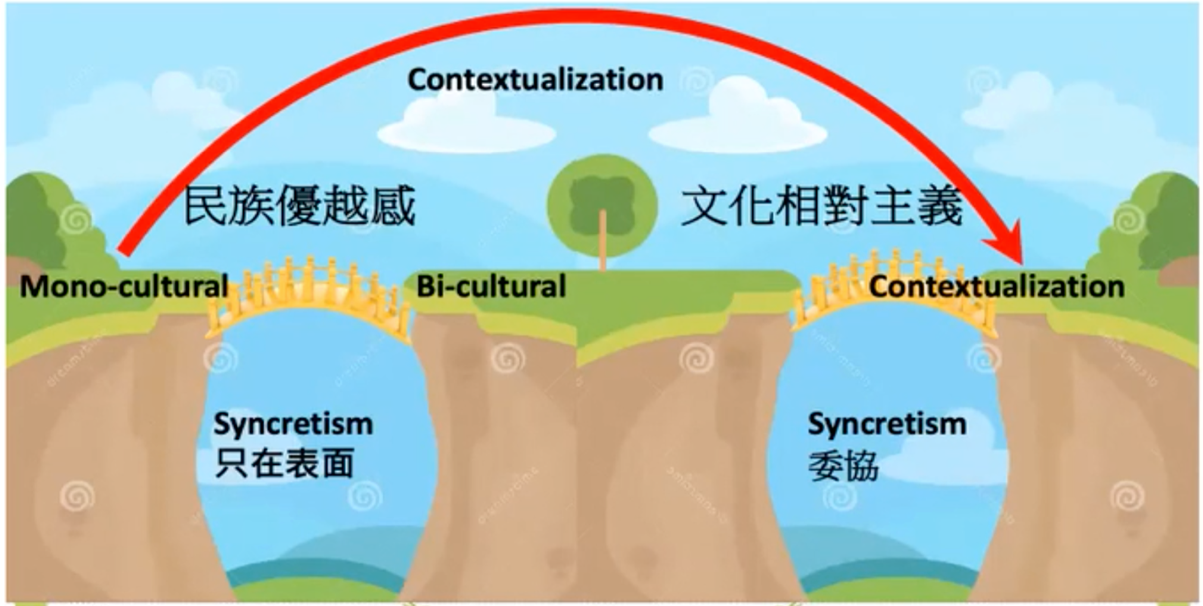 Contextualization
民族優越感
文化相對主義
Mono-cultural
Bi-cultural
Contextualization
Syncretism
只在表面
Syncretism
委協